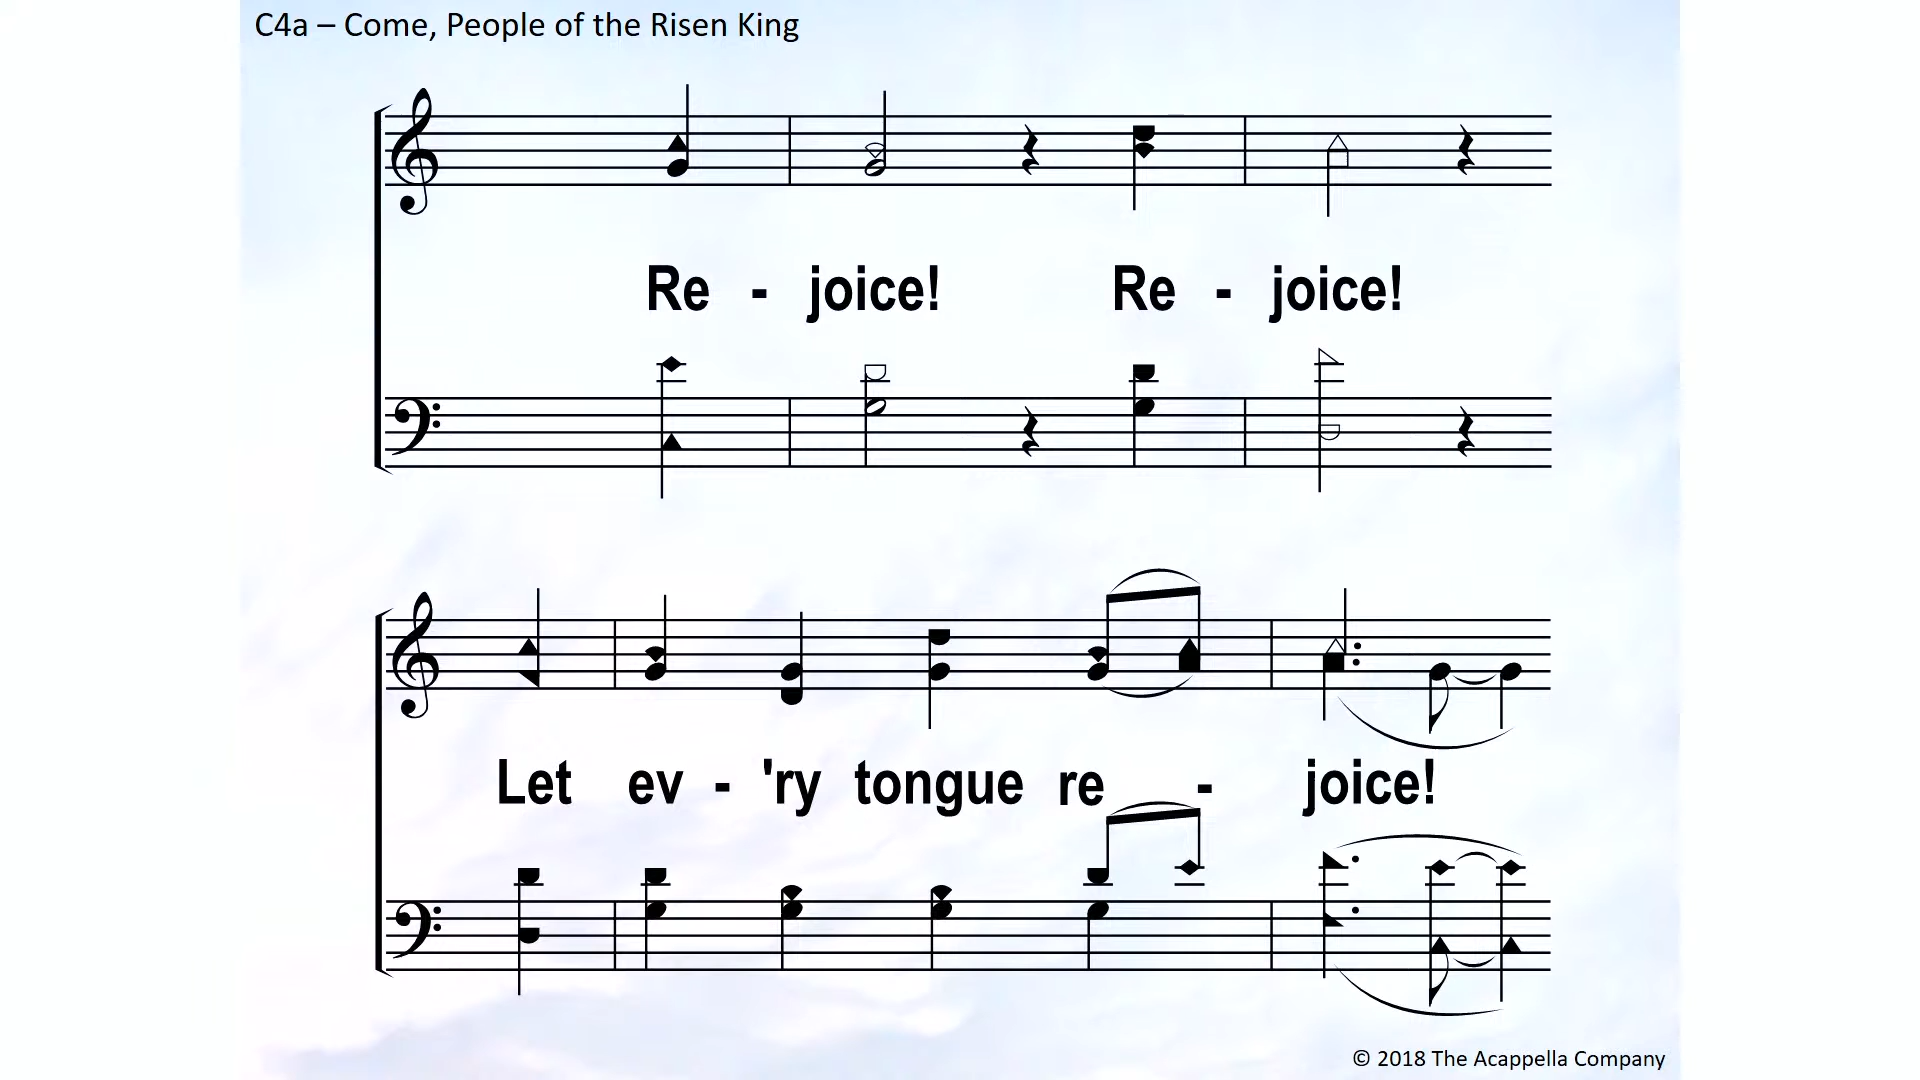 C4a – Come, People of the Risen King
Re - joice! Re - joice!
Let ev - 'ry tongue re - joice!
© 2018 The Acappella Company